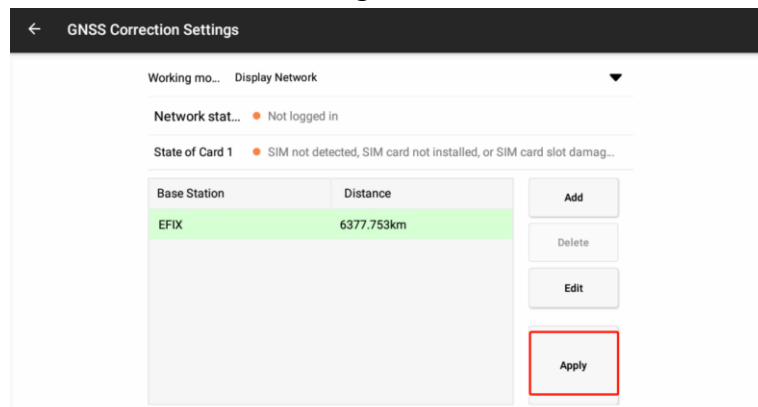 ← GNSS Correction Settings
Working mo... Display Network
Network stat... Not logged in
State of Card 1 SIM not detected, SIM card not installed, or SIM card slot damag...
Base Station Distance Add
EFIX 6377.753km
Delete
Edit
Apply